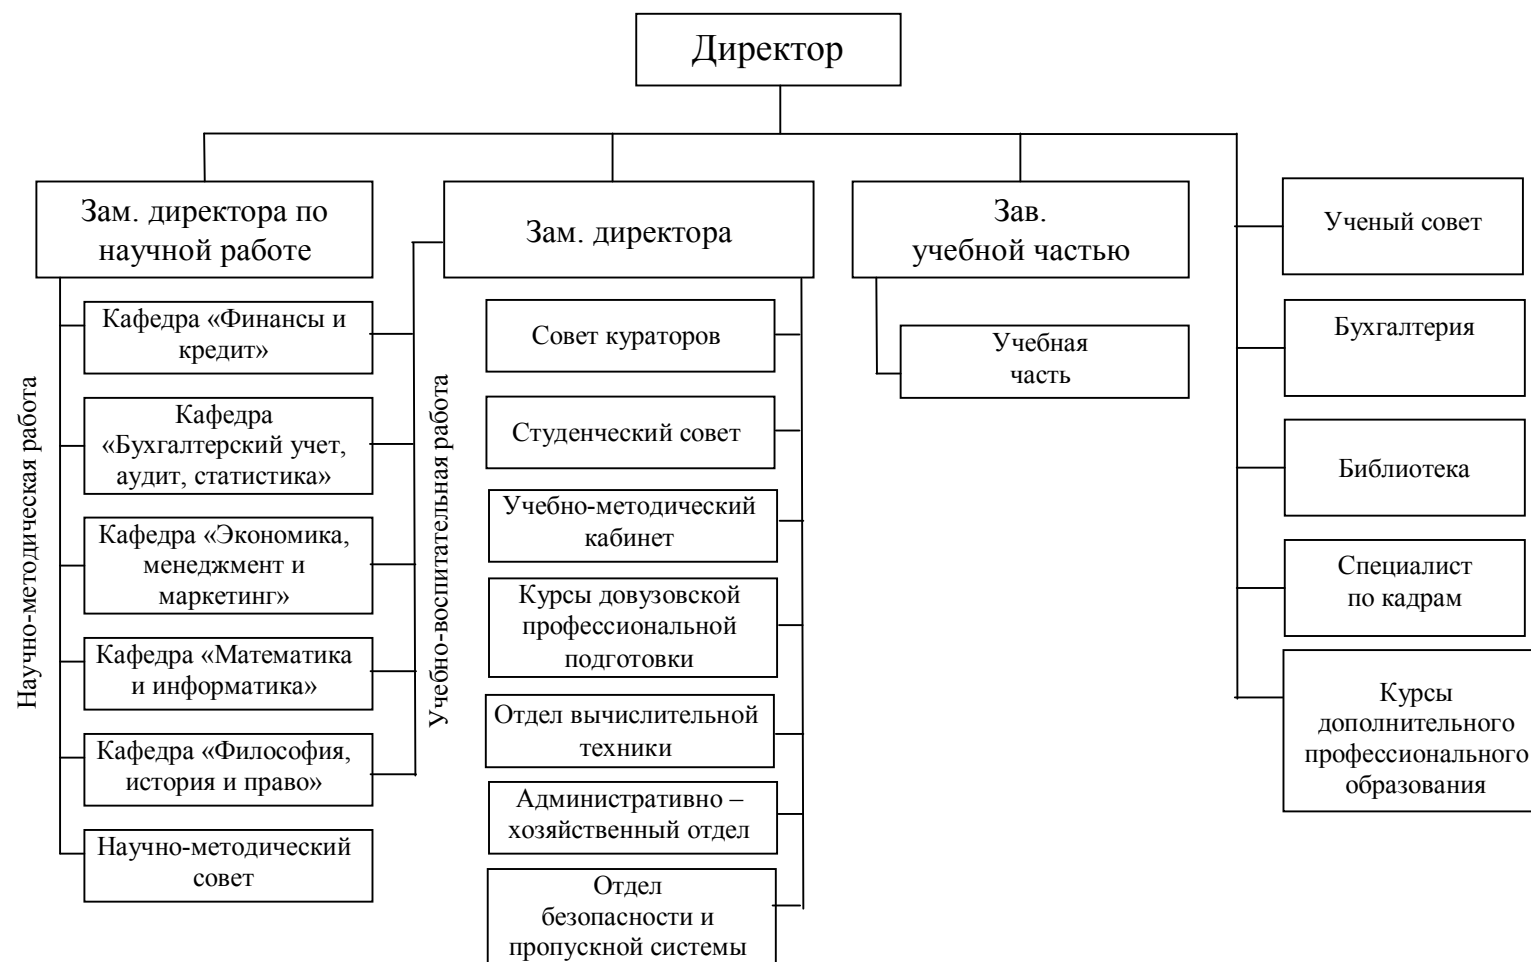 Директор
Зам. директора по
научной работе
Зам. директора
Зав.
учебной частью
Ученый совет
Научно-методическая работа
Кафедра «Финансы и
кредит»
Кафедра
«Бухгалтерский учет,
аудит, статистика»
Кафедра «Экономика,
менеджмент и
маркетинг»
Кафедра «Математика
и информатика»
Кафедра «Философия,
история и право»
Научно-методический
совет
Учебно-воспитательная работа
Совет кураторов
Студенческий совет
Учебно-методический
кабинет
Курсы довузовской
профессиональной
подготовки
Отдел вычислительной
техники
Административно –
хозяйственный отдел
Отдел
безопасности и
пропускной системы
Учебная
часть
Бухгалтерия
Библиотека
Специалист
по кадрам
Курсы
дополнительного
профессионального
образования